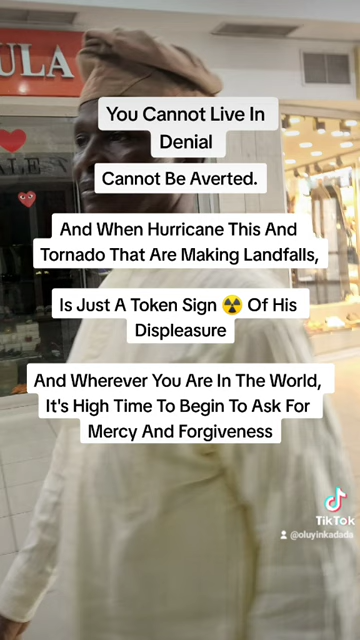 ULA
ALE
You Cannot Live In
Denial
Cannot Be Averted.
And When Hurricane This And
Tornado That Are Making Landfalls,
Is Just A Token Sign ☢️ Of His
Displeasure
And Wherever You Are In The World,
It's High Time To Begin To Ask For
Mercy And Forgiveness
TikTok
@oluyinkadada